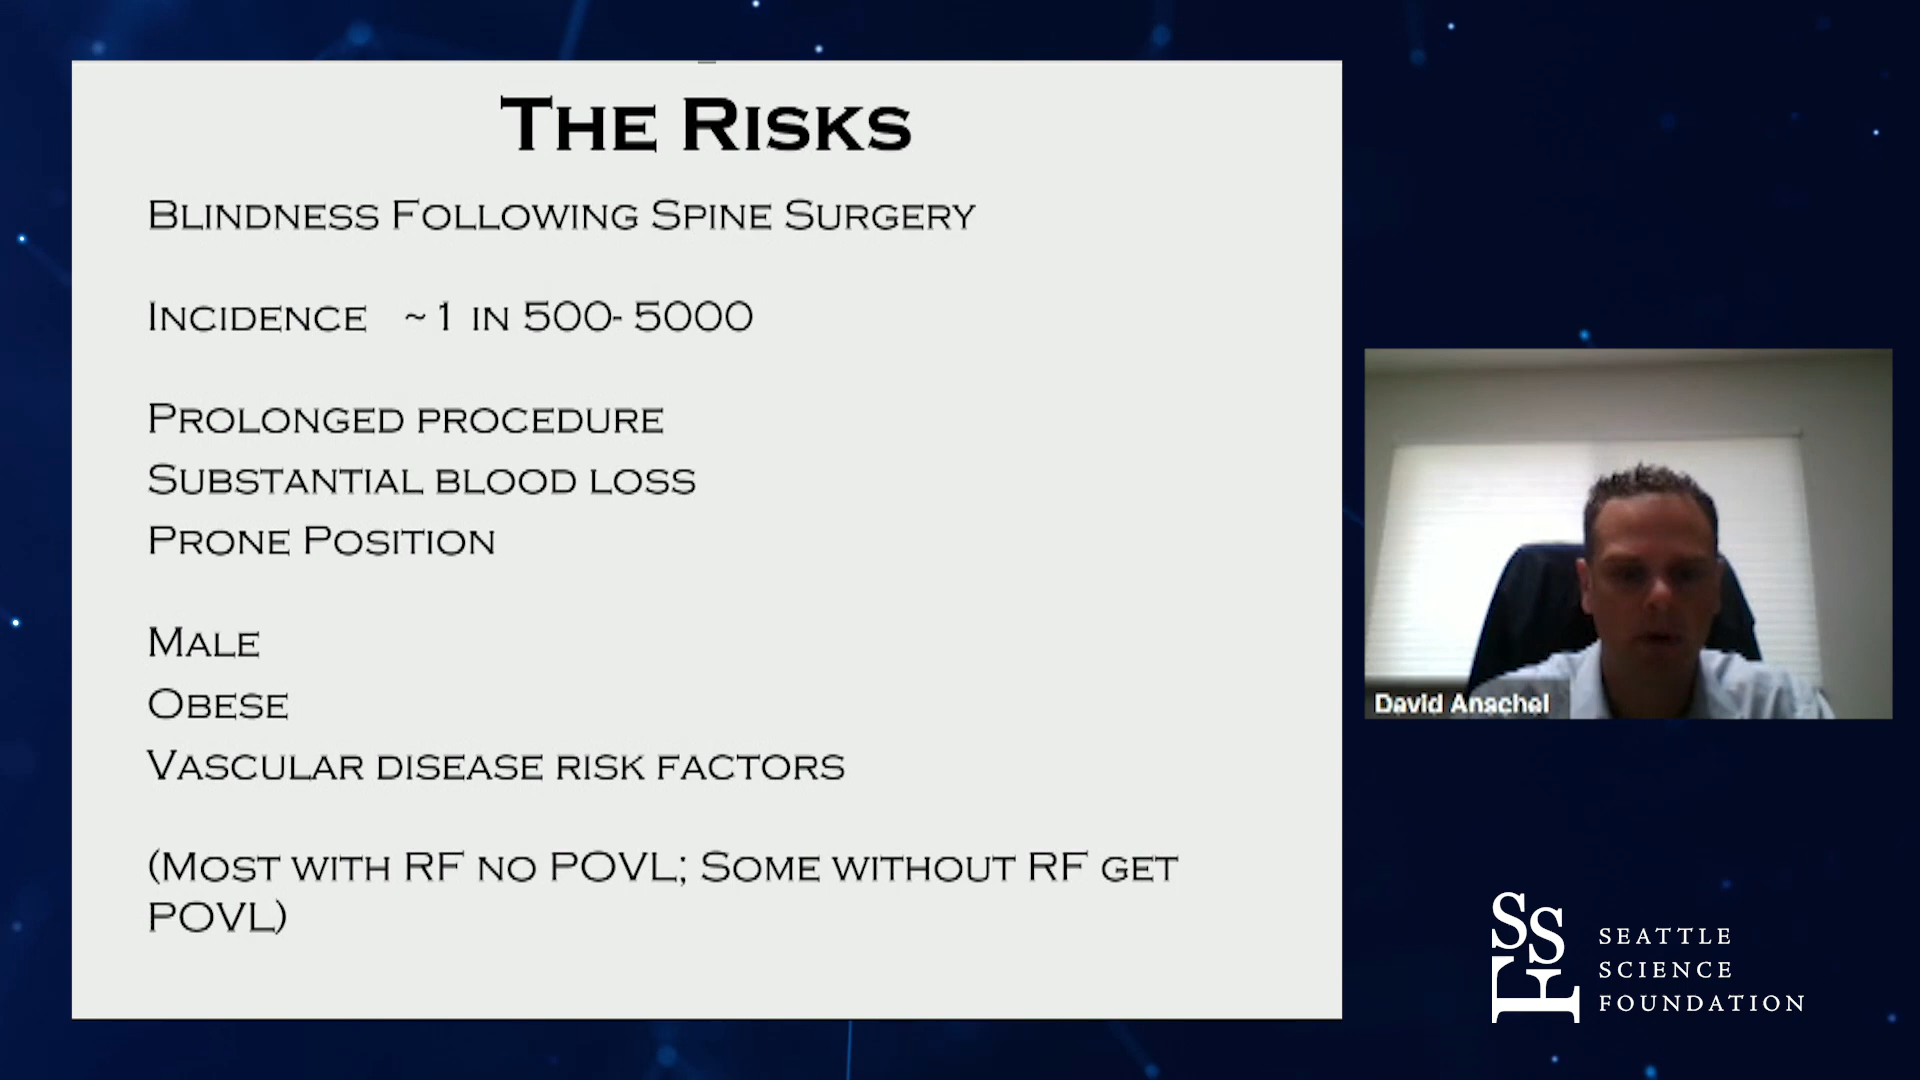 The Risks
Blindness Following Spine Surgery
Incidence ~1 in 500- 5000
Prolonged procedure
Substantial blood loss
Prone Position
Male
Obese
Vascular disease risk factors
(Most with RF no POVL; Some without RF get
POVL)
David Anschel
SSF
SEATTLE
SCIENCE
FOUNDATION